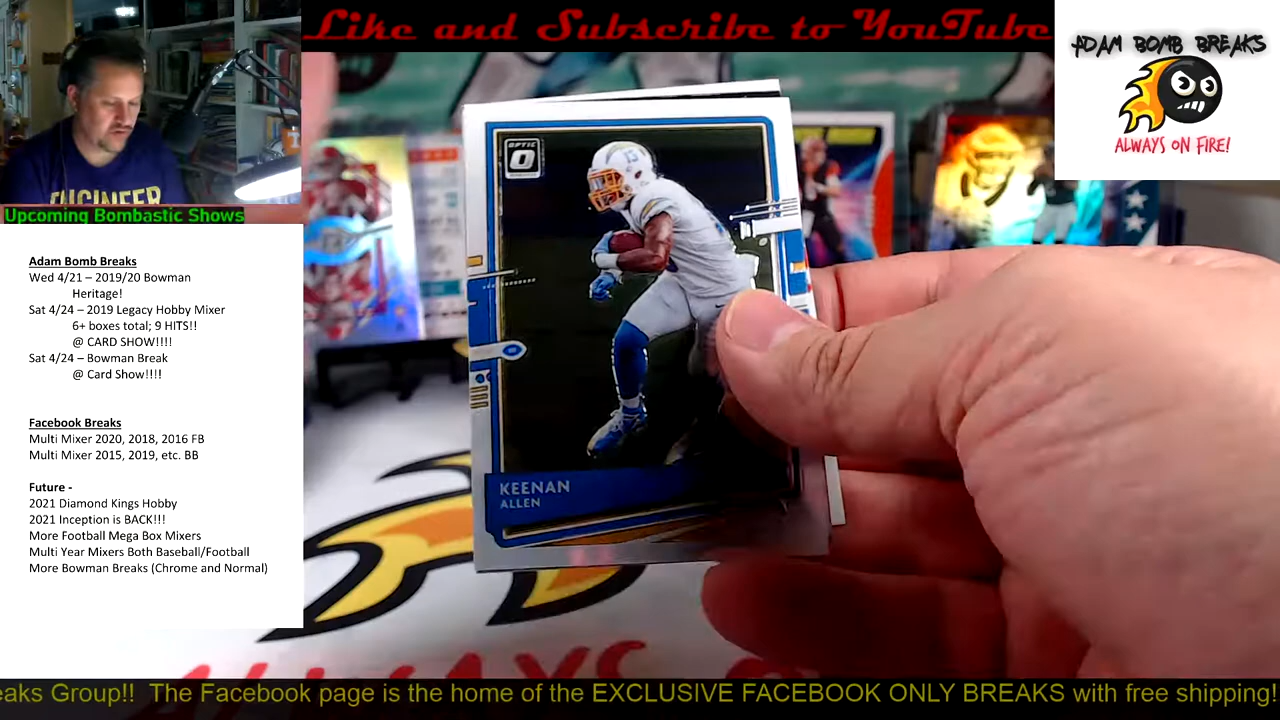 Like and Subscribe to YouTube
ADAM BOMB BREAKS
ALWAYS ON FIRE!
ENGINEER
Upcoming Bombastic Shows
Adam Bomb Breaks
Wed 4/21 – 2019/20 Bowman
Heritage!
Sat 4/24 – 2019 Legacy Hobby Mixer
6+ boxes total; 9 HITS!!
@ CARD SHOW!!!!
Sat 4/24 – Bowman Break
@ Card Show!!!!
Facebook Breaks
Multi Mixer 2020, 2018, 2016 FB
Multi Mixer 2015, 2019, etc. BB
Future -
2021 Diamond Kings Hobby
2021 Inception is BACK!!!
More Football Mega Box Mixers
Multi Year Mixers Both Baseball/Football
More Bowman Breaks (Chrome and Normal)
OPTIC
15
KEENAN
ALLEN
ALWAYS
eaks Group!! The Facebook page is the home of the EXCLUSIVE FACEBOOK ONLY BREAKS with free shipping!